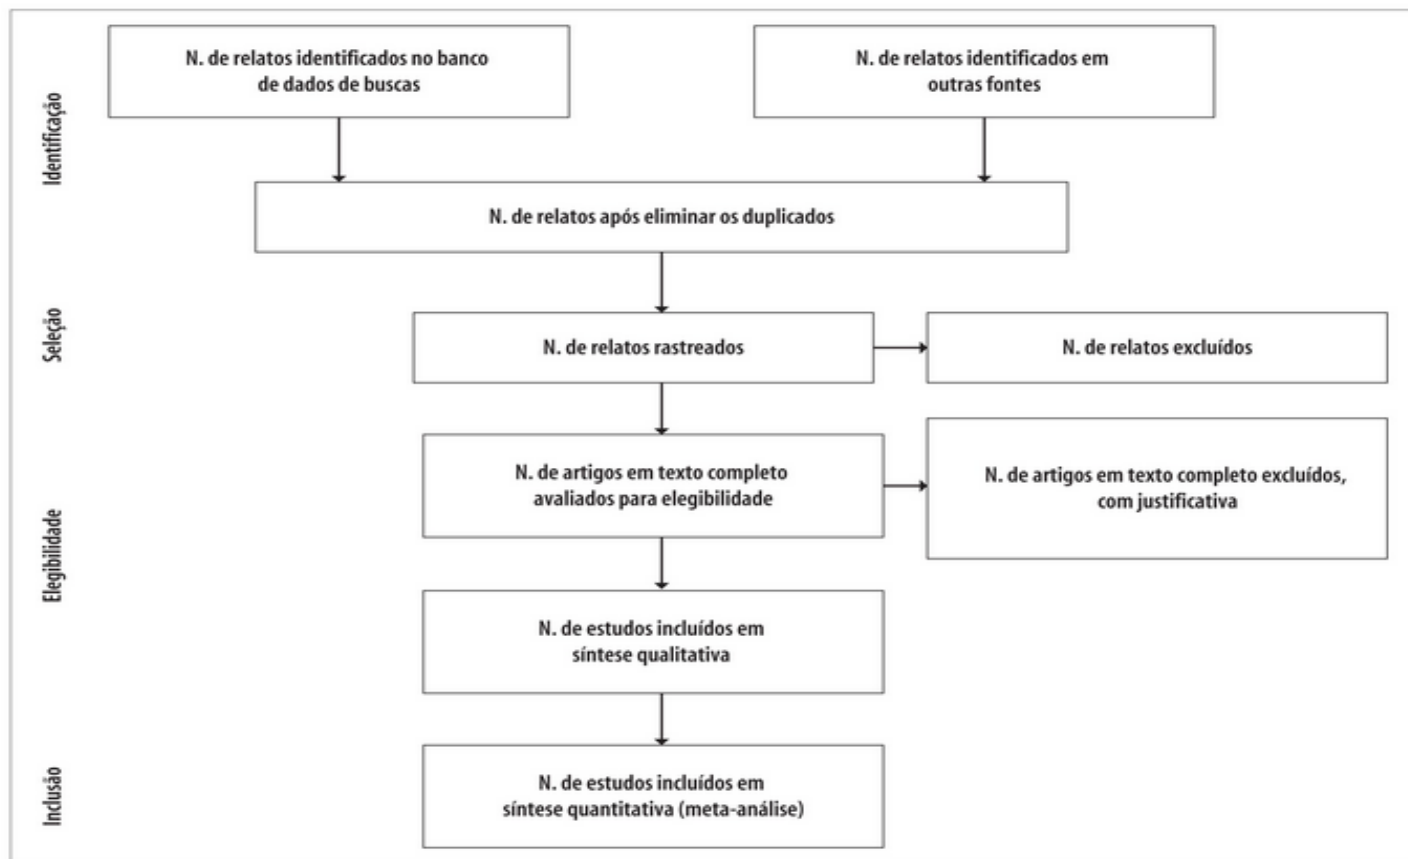 N. de relatos identificados no banco
de dados de buscas
N. de relatos identificados em
outras fontes
Identificação
N. de relatos após eliminar os duplicados
Seleção
N. de relatos rastreados
N. de relatos excluídos
Elegibilidade
N. de artigos em texto completo
avaliados para elegibilidade
N. de artigos em texto completo excluídos,
com justificativa
N. de estudos incluídos em
síntese qualitativa
Inclusão
N. de estudos incluídos em
síntese quantitativa (meta-análise)